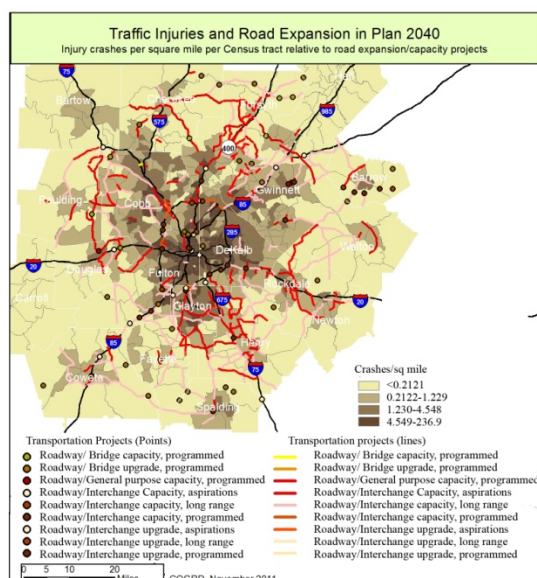 Traffic Injuries and Road Expansion in Plan 2040
Injury crashes per square mile per Census tract relative to road expansion/capacity projects
75
Bartow
Cherokee
Forsyth
Hall
575
985
400
Paulding
Cobb
Gwinnett
Barrow
85
285
DeKalb
Walton
20
Douglas
Fulton
Carroll
Rockdale
Clayton
675
20
Newton
85
Henry
Fayette
75
Coweta
Spalding
Crashes/sq mile
<0.2121
0.2122-1.229
1.230-4.548
4.549-236.9
Transportation Projects (Points)
Roadway/ Bridge capacity, programmed
Roadway/ Bridge upgrade, programmed
Roadway/General purpose capacity, programmed
Roadway/Interchange Capacity, aspirations
Roadway/Interchange capacity, long range
Roadway/Interchange capacity, programmed
Roadway/Interchange upgrade, aspirations
Roadway/Interchange upgrade, long range
Roadway/Interchange upgrade, programmed
Transportation projects (lines)
Roadway/ Bridge capacity, programmed
Roadway/ Bridge upgrade, programmed
Roadway/General purpose capacity, programmed
Roadway/Interchange Capacity, aspirations
Roadway/Interchange capacity, long range
Roadway/Interchange capacity, programmed
Roadway/Interchange upgrade, aspirations
Roadway/Interchange upgrade, long range
Roadway/Interchange upgrade, programmed
0 10 20
Miles
CQGRD, November 2011